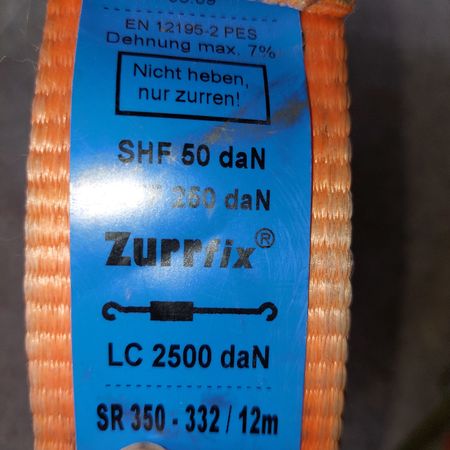 EN 12195-2 PES
Dehnung max. 7%
Nicht heben,
nur zurren!
SHF 50 daN
250 daN
Zurrfix®
LC 2500 daN
SR 350 - 332 / 12m